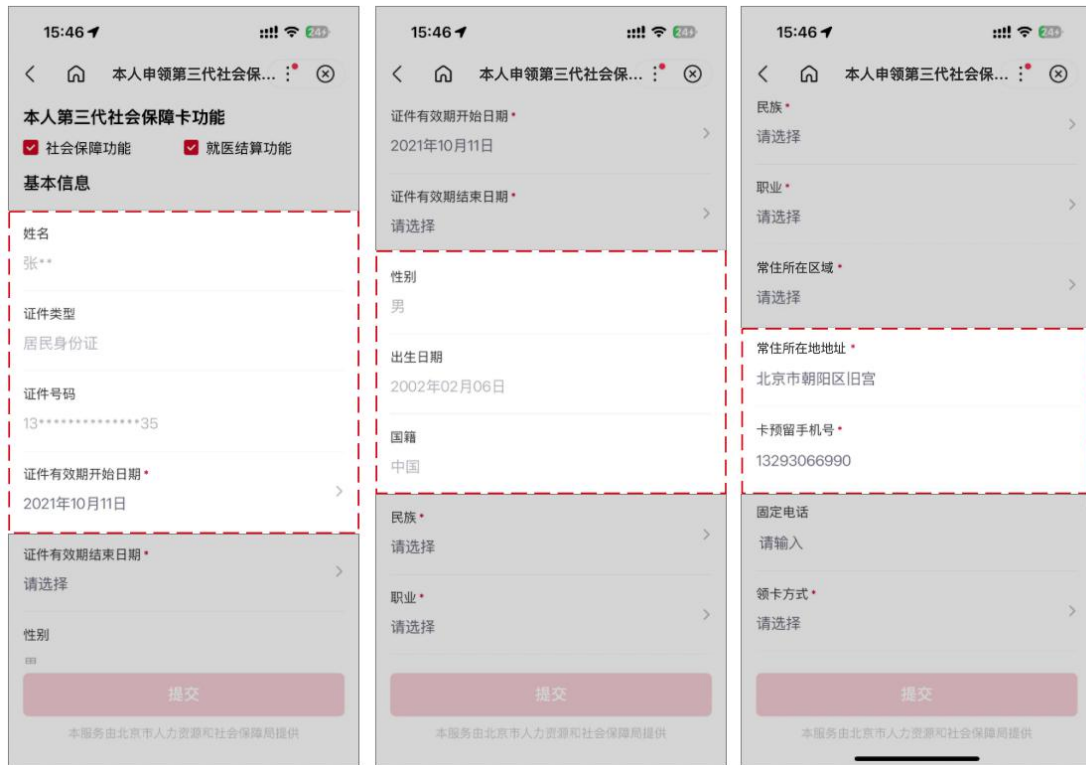 15:46
24+
本人申领第三代社会保...
本人第三代社会保障卡功能
社会保障功能
就医结算功能
基本信息
姓名
张**
证件类型
居民身份证
证件号码
13**************35
证件有效期开始日期•
2021年10月11日
证件有效期结束日期•
请选择
性别
提交
本服务由北京市人力资源和社会保障局提供
15:46
24+
本人申领第三代社会保...
证件有效期开始日期•
2021年10月11日
证件有效期结束日期•
请选择
性别
男
出生日期
2002年02月06日
国籍
中国
民族•
请选择
职业•
请选择
提交
本服务由北京市人力资源和社会保障局提供
15:46
24+
本人申领第三代社会保...
民族•
请选择
职业•
请选择
常住所在区域•
请选择
常住所在地地址•
北京市朝阳区旧宫
卡预留手机号•
13293066990
固定电话
请输入
领卡方式•
请选择
提交
本服务由北京市人力资源和社会保障局提供